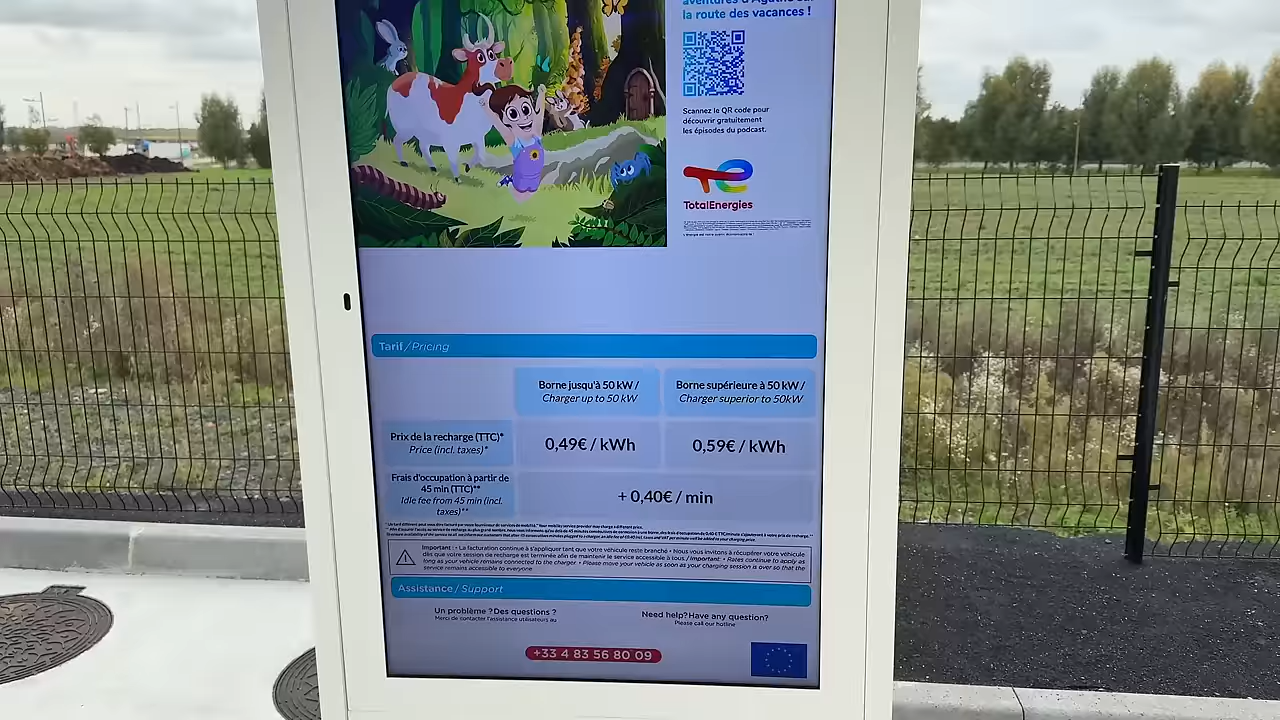 aventures d'Agathe sur
la route des vacances !
Scannez le QR code pour
découvrir gratuitement
les épisodes du podcast.
TotalEnergies
Tarif / Pricing
Borne jusqu'à 50 kW /
Charger up to 50 kW
Borne supérieure à 50 kW /
Charger superior to 50kW
Prix de la recharge (TTC)*
Price (incl. taxes)*
0,49€ / kWh
0,59€ / kWh
Frais d'occupation à partir de
45 min (TTC)**
Idle fee from 45 min (incl.
taxes)**
+ 0,40€ / min
Important : • La facturation continue à s'appliquer tant que votre véhicule reste branché • Nous vous invitons à récupérer votre véhicule
dès que votre session de recharge est terminée afin de maintenir le service accessible à tous / Important : • Rates continue to apply as
long as your vehicle remains connected to the charger. • Please move your vehicle as soon as your charging session is over so that the
service remains accessible to everyone
Assistance / Support
Un problème ? Des questions ?
Merci de contacter l'assistance utilisateurs au
Need help? Have any question?
Please call our hotline
+33 4 83 56 80 09